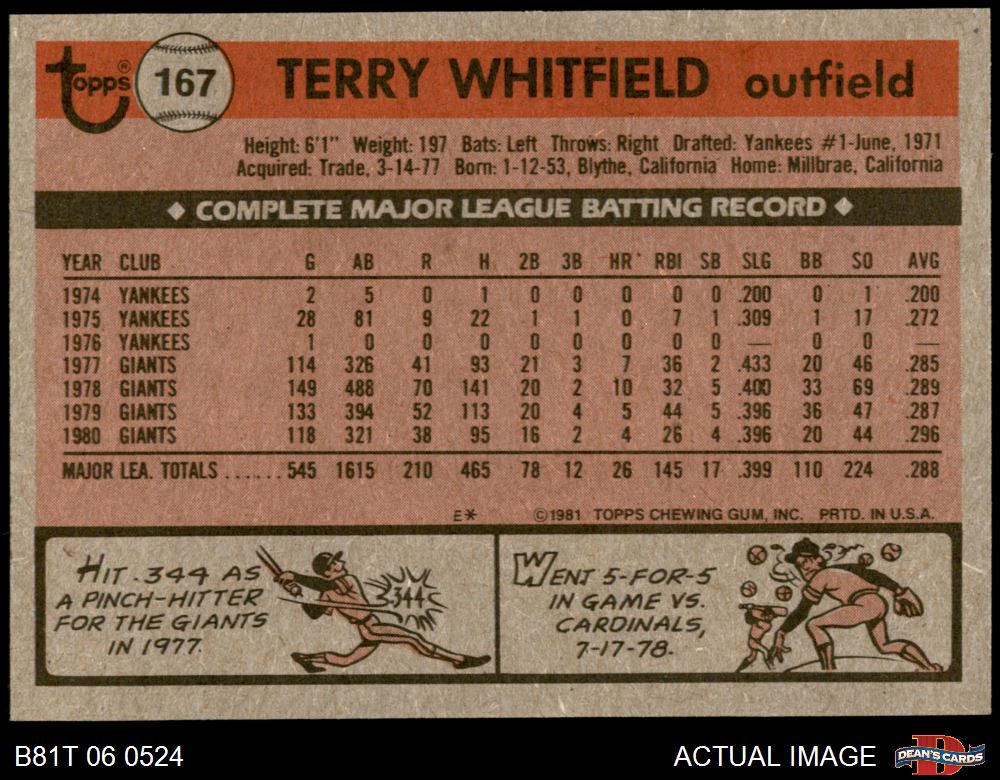 topps® 167 TERRY WHITFIELD outfield
Height: 6'1" Weight: 197 Bats: Left Throws: Right Drafted: Yankees #1-June, 1971
Acquired: Trade, 3-14-77 Born: 1-12-53, Blythe, California Home: Millbrae, California
◆ COMPLETE MAJOR LEAGUE BATTING RECORD ◆
YEAR CLUB G AB R H 2B 3B HR RBI SB SLG BB SO AVG
1974 YANKEES 2 5 0 1 0 0 0 0 0 .200 0 1 .200
1975 YANKEES 28 81 9 22 1 1 0 7 1 .309 1 17 .272
1976 YANKEES 1 0 0 0 0 0 0 0 0 — 0 0 —
1977 GIANTS 114 326 41 93 21 3 7 36 2 .433 20 46 .285
1978 GIANTS 149 488 70 141 20 2 10 32 5 .400 33 69 .289
1979 GIANTS 133 394 52 113 20 4 5 44 5 .396 36 47 .287
1980 GIANTS 118 321 38 95 16 2 4 26 4 .396 20 44 .296
MAJOR LEA. TOTALS ...... 545 1615 210 465 78 12 26 145 17 .399 110 224 .288
E* ©1981 TOPPS CHEWING GUM, INC. PRTD. IN U.S.A.
HIT .344 AS
A PINCH-HITTER
FOR THE GIANTS
IN 1977.
.344
WENT 5-FOR-5
IN GAME VS.
CARDINALS,
7-17-78.
B81T 06 0524 ACTUAL IMAGE DEAN'S CARDS